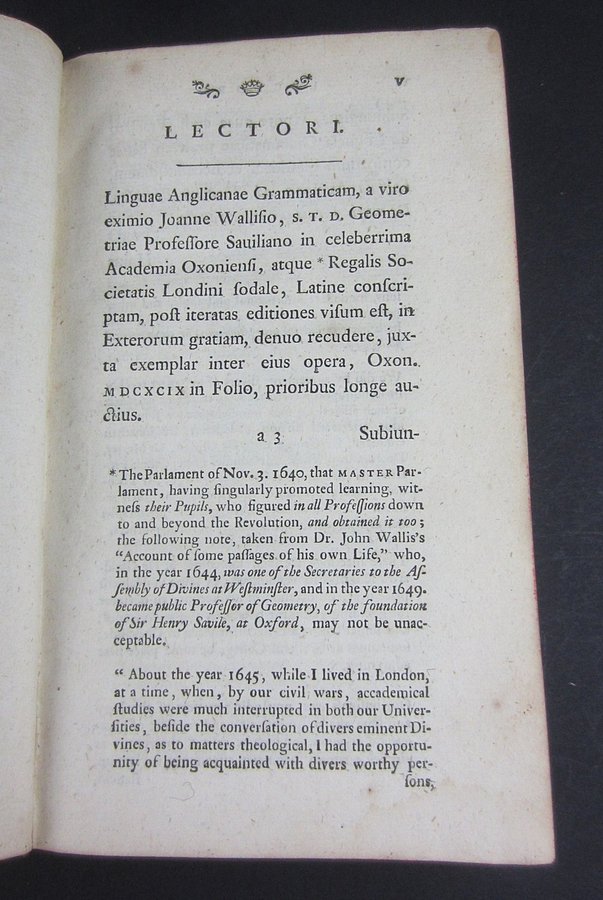 v
LECTORI.
Linguae Anglicanae Grammaticam, a viro
eximio Joanne Walliſio, S. T. D. Geome-
triae Profeſſore Saviliano in celeberrima
Academia Oxonienſi, atque * Regalis So-
cietatis Londini ſodale, Latine conſcri-
ptam, poſt iteratas editiones viſum eſt, in
Exterorum gratiam, denuo recudere, jux-
ta exemplar inter eius opera, Oxon.
MDCXCIX in Folio, prioribus longe au-
ctius.
a 3 Subiun-
* The Parlament of Nov. 3. 1640, that MASTER Par-
lament, having ſingularly promoted learning, wit-
neſs their Pupils, who figured in all Profeſſions down
to and beyond the Revolution, and obtained it too;
the following note, taken from Dr. John Wallis's
“Account of ſome paſſages of his own Life,” who,
in the year 1644, was one of the Secretaries to the Aſ-
ſembly of Divines at Weſtminſter, and in the year 1649.
became public Profeſſor of Geometry, of the foundation
of Sir Henry Savile, at Oxford, may not be unac-
ceptable.
“ About the year 1645, while I lived in London,
at a time, when, by our civil wars, accademical
ſtudies were much interrupted in both our Univer-
ſities, beſide the converſation of divers eminent Di-
vines, as to matters theological, I had the opportu-
nity of being acquainted with divers worthy per-
ſons,